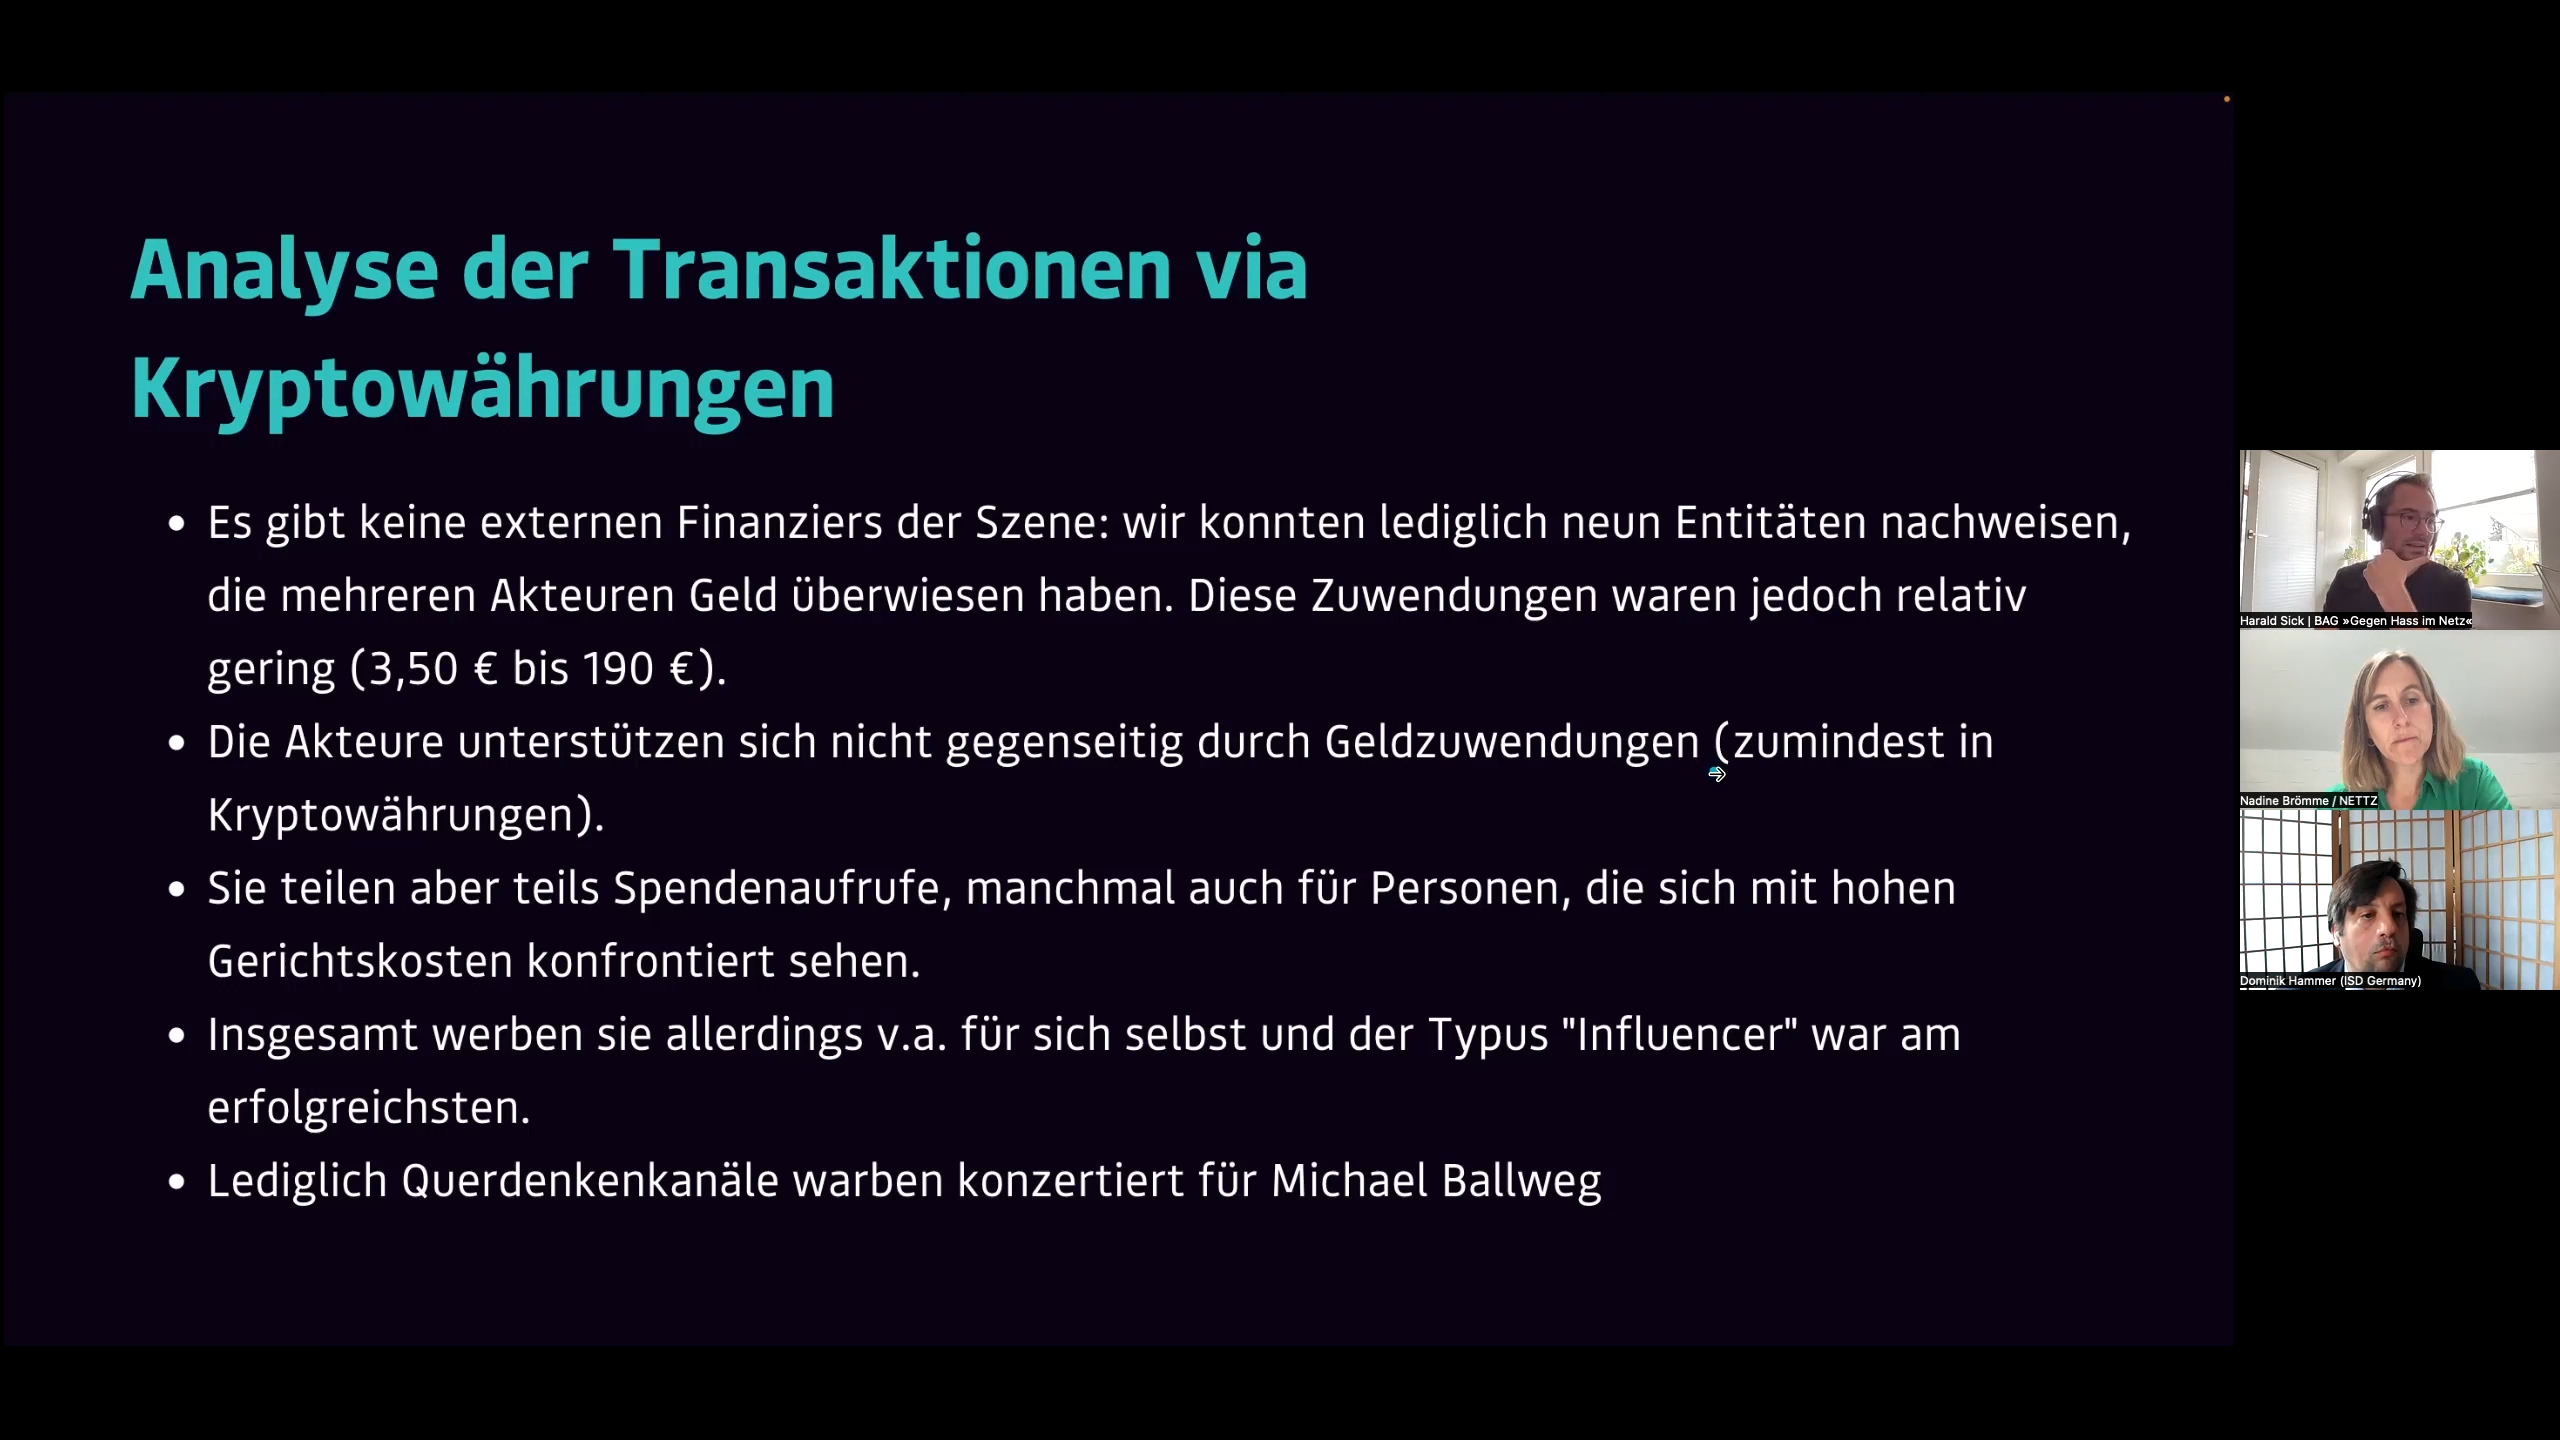 Analyse der Transaktionen via
Kryptowährungen
• Es gibt keine externen Finanziers der Szene: wir konnten lediglich neun Entitäten nachweisen,
die mehreren Akteuren Geld überwiesen haben. Diese Zuwendungen waren jedoch relativ
gering (3,50 € bis 190 €).
• Die Akteure unterstützen sich nicht gegenseitig durch Geldzuwendungen (zumindest in
Kryptowährungen).
• Sie teilen aber teils Spendenaufrufe, manchmal auch für Personen, die sich mit hohen
Gerichtskosten konfrontiert sehen.
• Insgesamt werben sie allerdings v.a. für sich selbst und der Typus "Influencer" war am
erfolgreichsten.
• Lediglich Querdenkenkanäle warben konzertiert für Michael Ballweg
Harald Sick | BAG »Gegen Hass im Netz«
Nadine Brömme / NETTZ
Dominik Hammer (ISD Germany)